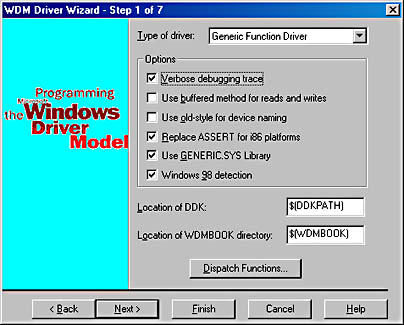 WDM Driver Wizard - Step 1 of 7
Programming
the Microsoft Windows
Driver
Model
Type of driver: Generic Function Driver
Options
Verbose debugging trace
Use buffered method for reads and writes
Use old-style for device naming
Replace ASSERT for i86 platforms
Use GENERIC.SYS Library
Windows 98 detection
Location of DDK: $(DDKPATH)
Location of WDMBOOK directory: $(WDMBOOK)
Dispatch Functions...
< Back Next > Finish Cancel Help